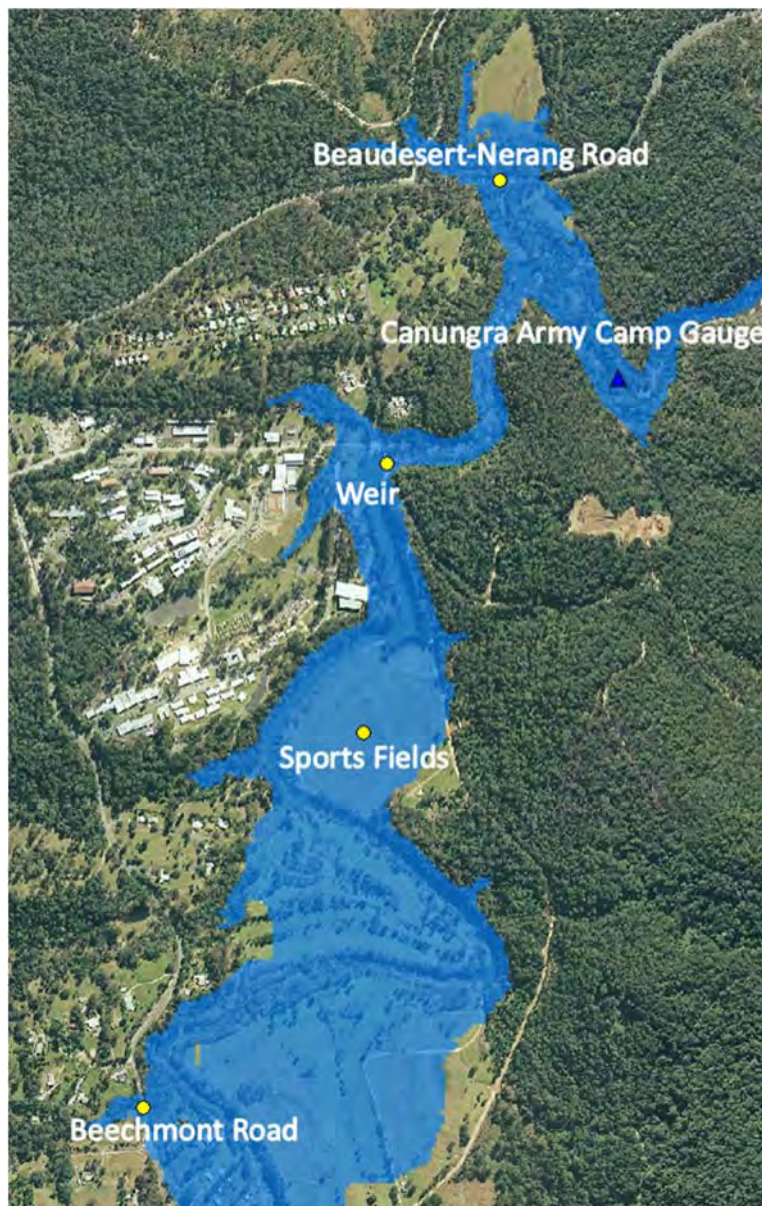 Beaudesert-Nerang Road
Canungra Army Camp Gauge
Weir
Sports Fields
Beechmont Road